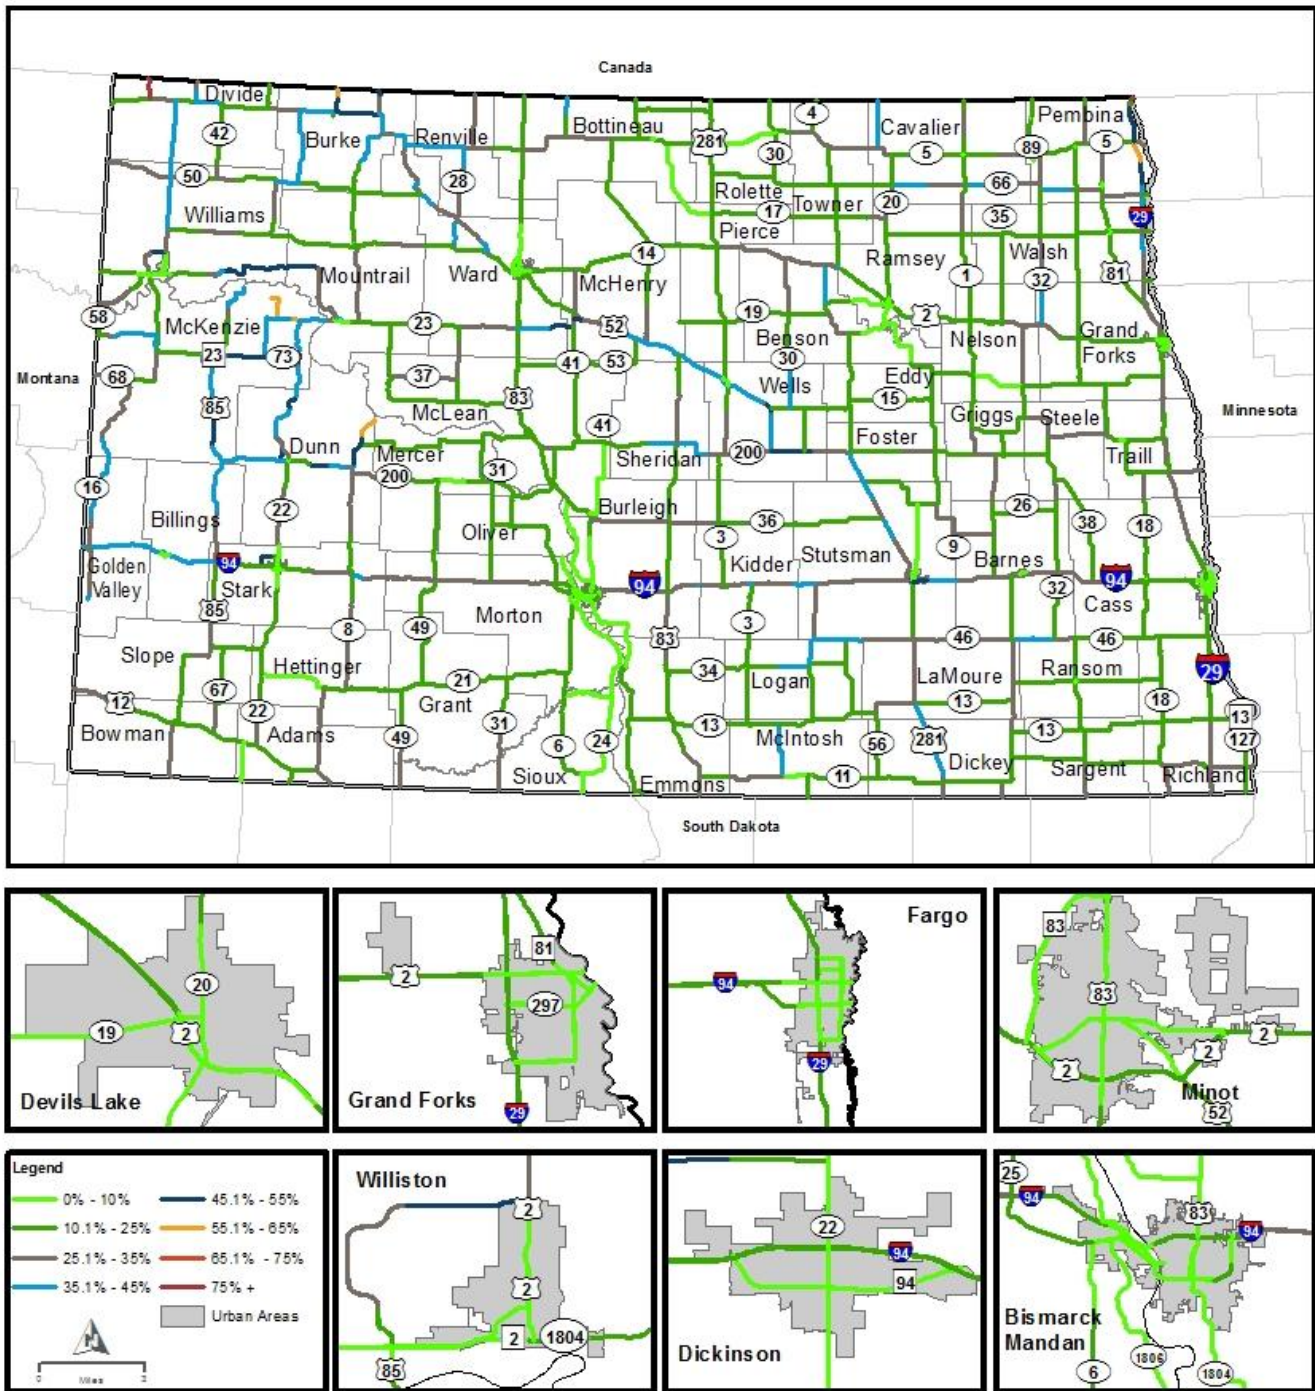 Canada
Divide
Pembina
4
Bottineau
Cavalier
42
Burke
Renville
281
5
89
5
30
50
28
Rolette
66
Williams
17
Towner
20
Pierce
35
29
14
Ramsey
Walsh
Mountrail
Ward
McHenry
1
32
81
58
McKenzie
23
52
19
2
Grand
Benson
Nelson
Forks
23
73
41
53
30
Montana
68
37
Wells
Eddy
85
83
15
Minnesota
McLean
Griggs
Steele
41
Dunn
Foster
Mercer
Sheridan
200
Traill
200
31
16
22
Burleigh
26
Billings
36
38
18
Oliver
3
Stutsman
9
Barnes
Golden
94
Kidder
Valley
Stark
94
94
32
Cass
85
Morton
8
49
83
3
46
46
Slope
Hettinger
29
21
34
LaMoure
Ransom
67
Grant
Logan
12
13
18
22
31
13
Bowman
Adams
49
McIntosh
56
13
13
6
24
281
127
Dickey
Sioux
11
Sargent
Richland
Emmons
South Dakota
20
19
2
Devils Lake
81
2
297
Grand Forks
29
Fargo
94
29
83
83
2
2
2
Minot
52
Legend
0% - 10%
45.1% - 55%
10.1% - 25%
55.1% - 65%
25.1% - 35%
65.1% - 75%
35.1% - 45%
75% +
Urban Areas
N
0
Miles
Williston
2
2
2
1804
85
22
94
94
Dickinson
25
94
83
94
Bismarck
Mandan
6
1806
1804